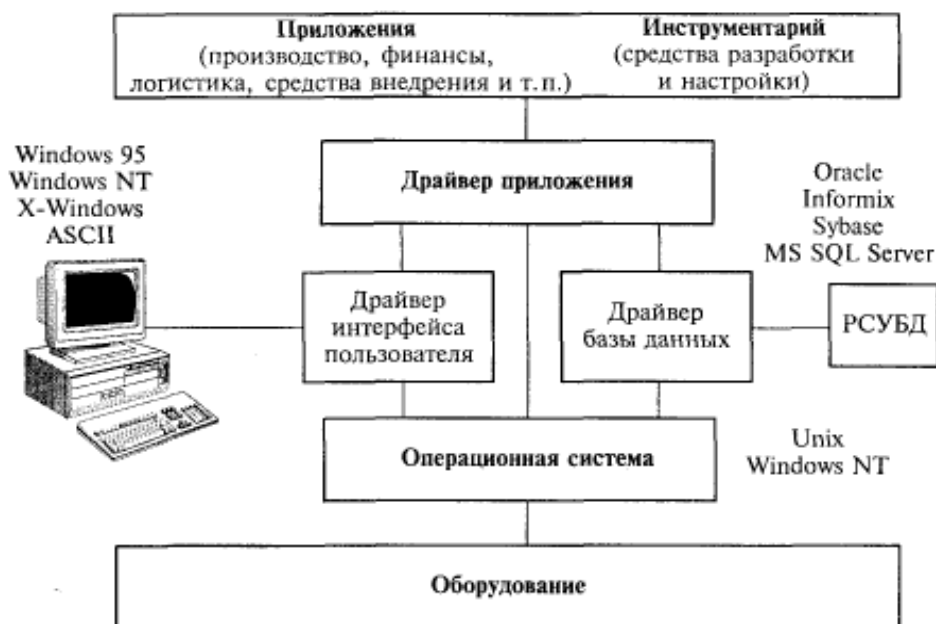 Приложения
(производство, финансы,
логистика, средства внедрения и т. п.)
Инструментарий
(средства разработки
и настройки)
Windows 95
Windows NT
X-Windows
ASCII
Драйвер приложения
Oracle
Informix
Sybase
MS SQL Server
Драйвер
интерфейса
пользователя
Драйвер
базы данных
РСУБД
Операционная система
Unix
Windows NT
Оборудование